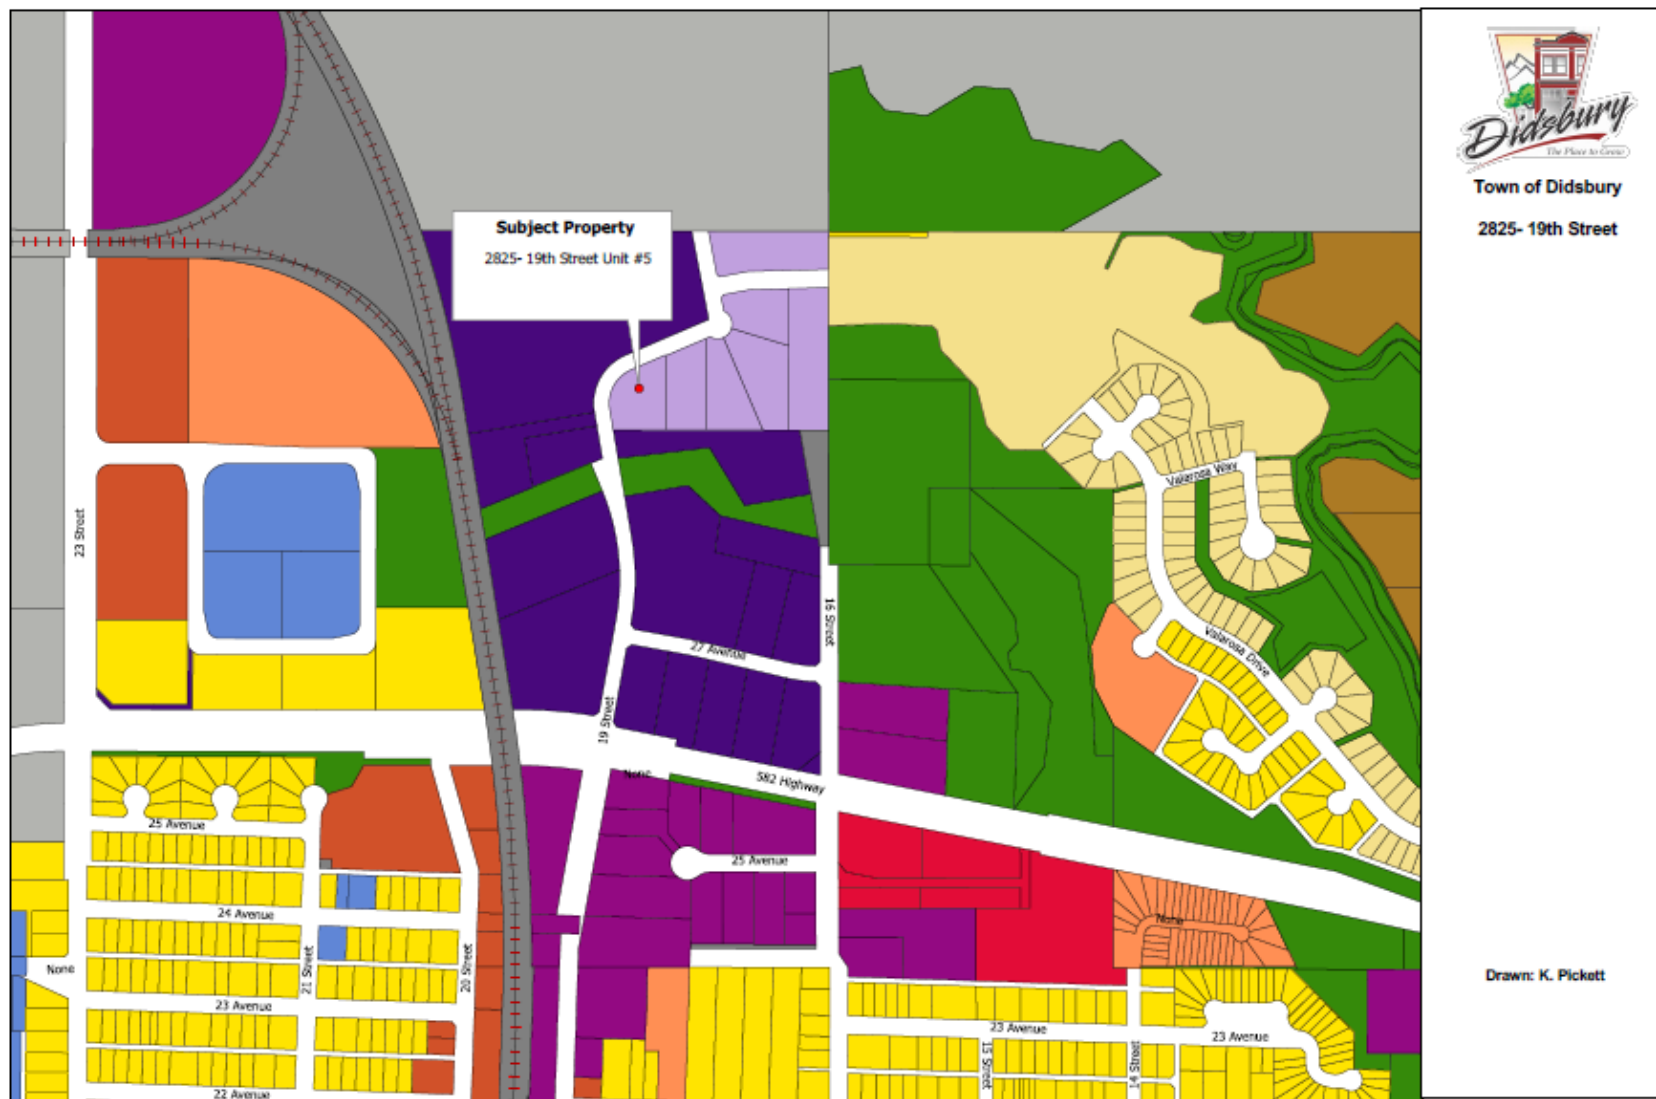 Subject Property
2825- 19th Street Unit #5
Didsbury
The Place to Grow
Town of Didsbury
2825- 19th Street
23 Street
Valarosa Way
16 Street
Valarosa Drive
27 Avenue
19 Street
None
582 Highway
25 Avenue
25 Avenue
24 Avenue
None
21 Street
20 Street
None
23 Avenue
23 Avenue
23 Avenue
15 Street
14 Street
22 Avenue
Drawn: K. Pickett